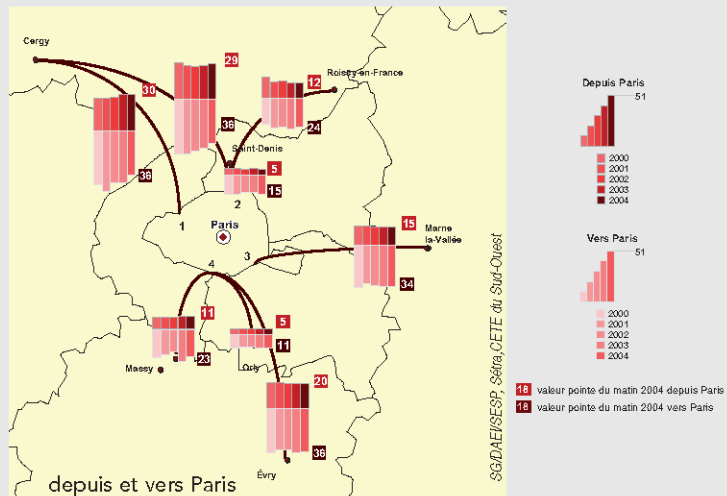 Cergy
29
30
12
Roissy-en-France
36
24
Saint-Denis
36
5
15
2
1
Paris
3
4
15
Marne
la-Vallée
34
11
5
23
11
Massy
Orly
20
36
Évry
depuis et vers Paris
SG/DAEI/SESP, Sétra,CETE du Sud-Ouest
Depuis Paris
51
2000
2001
2002
2003
2004
Vers Paris
51
2000
2001
2002
2003
2004
18 valeur pointe du matin 2004 depuis Paris
18 valeur pointe du matin 2004 vers Paris